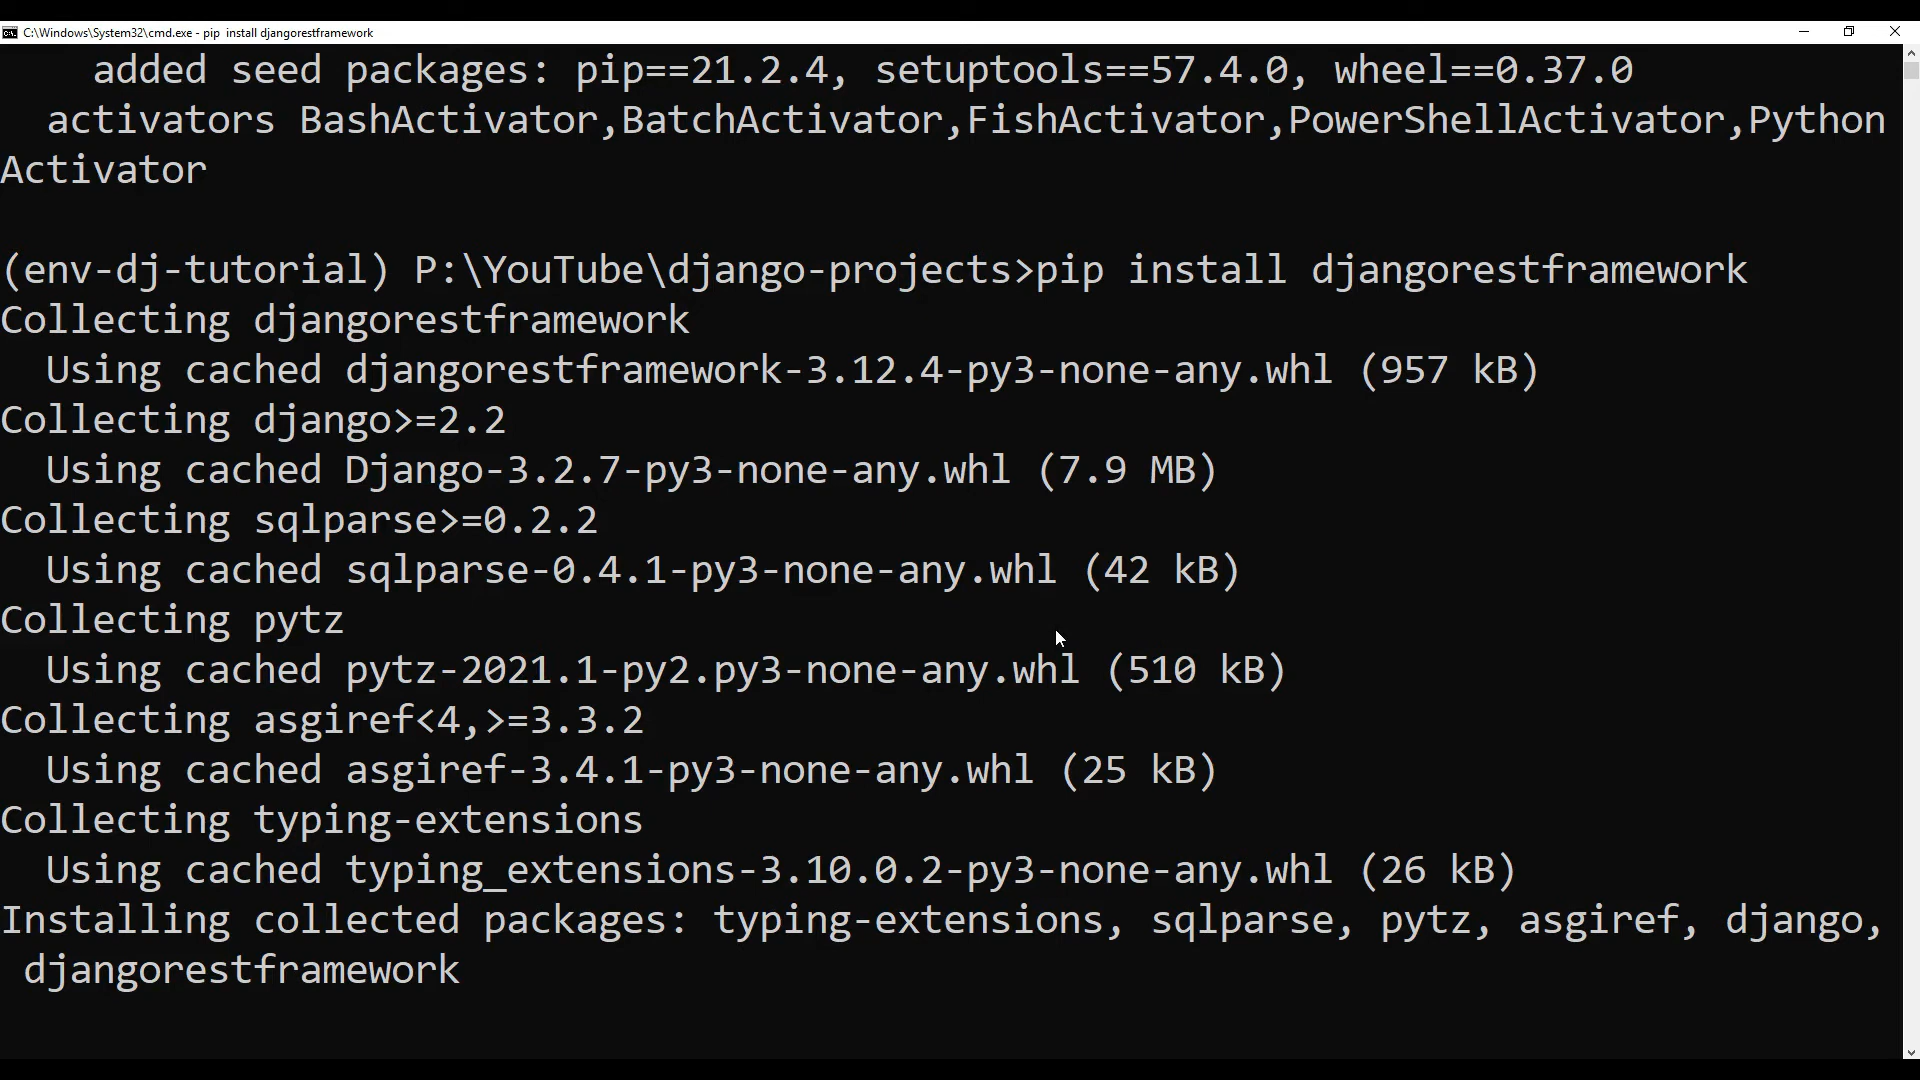 C:\Windows\System32\cmd.exe - pip  install djangorestframework
added seed packages: pip==21.2.4, setuptools==57.4.0, wheel==0.37.0
activators BashActivator,BatchActivator,FishActivator,PowerShellActivator,Python
Activator
(env-dj-tutorial) P:\YouTube\django-projects>pip install djangorestframework
Collecting djangorestframework
Using cached djangorestframework-3.12.4-py3-none-any.whl (957 kB)
Collecting django>=2.2
Using cached Django-3.2.7-py3-none-any.whl (7.9 MB)
Collecting sqlparse>=0.2.2
Using cached sqlparse-0.4.1-py3-none-any.whl (42 kB)
Collecting pytz
Using cached pytz-2021.1-py2.py3-none-any.whl (510 kB)
Collecting asgiref<4,>=3.3.2
Using cached asgiref-3.4.1-py3-none-any.whl (25 kB)
Collecting typing-extensions
Using cached typing_extensions-3.10.0.2-py3-none-any.whl (26 kB)
Installing collected packages: typing-extensions, sqlparse, pytz, asgiref, django,
djangorestframework